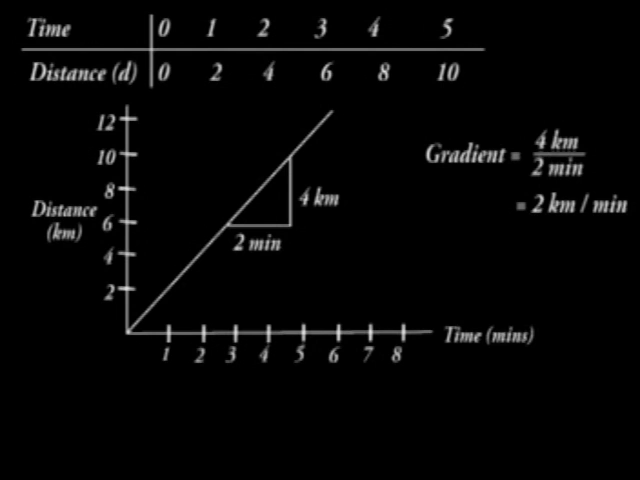 Time 0 1 2 3 4 5
Distance (d) 0 2 4 6 8 10
12
10
8
6
4
2
Distance
(km)
4 km
2 min
Gradient = 4 km
2 min
= 2 km / min
1 2 3 4 5 6 7 8
Time (mins)